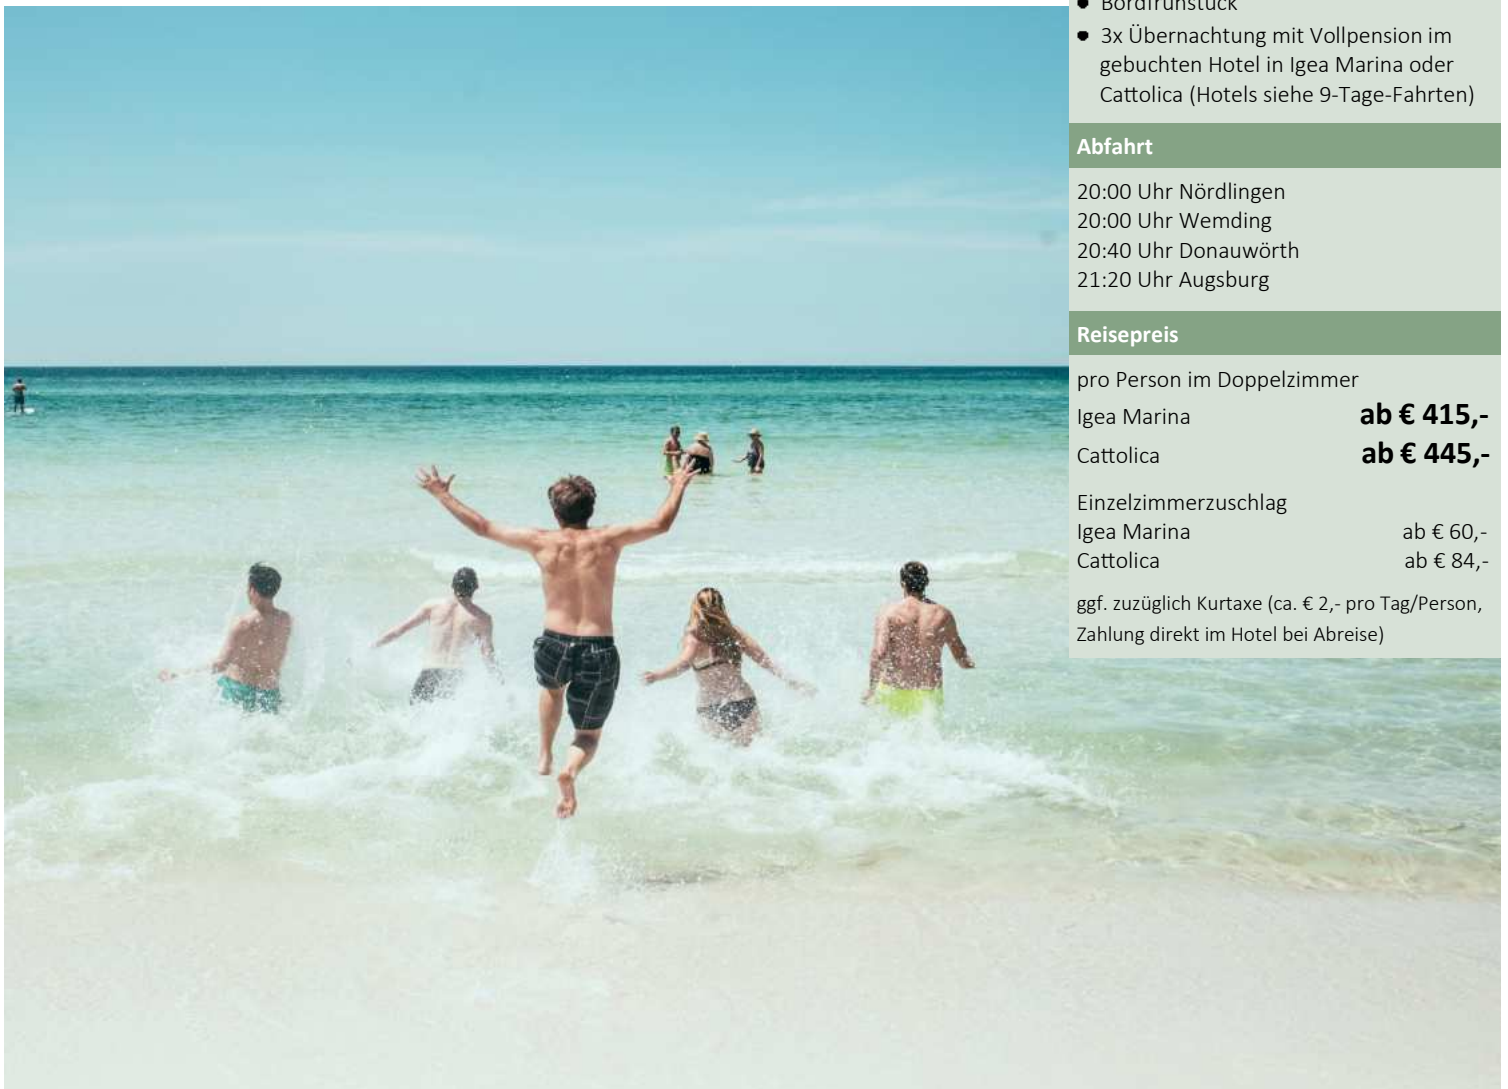 Bordfrühstück
3x Übernachtung mit Vollpension im
gebuchten Hotel in Igea Marina oder
Cattolica (Hotels siehe 9-Tage-Fahrten)
Abfahrt
20:00 Uhr Nördlingen
20:00 Uhr Wemding
20:40 Uhr Donauwörth
21:20 Uhr Augsburg
Reisepreis
pro Person im Doppelzimmer
Igea Marina ab € 415,-
Cattolica ab € 445,-
Einzelzimmerzuschlag
Igea Marina ab € 60,-
Cattolica ab € 84,-
ggf. zuzüglich Kurtaxe (ca. € 2,- pro Tag/Person,
Zahlung direkt im Hotel bei Abreise)